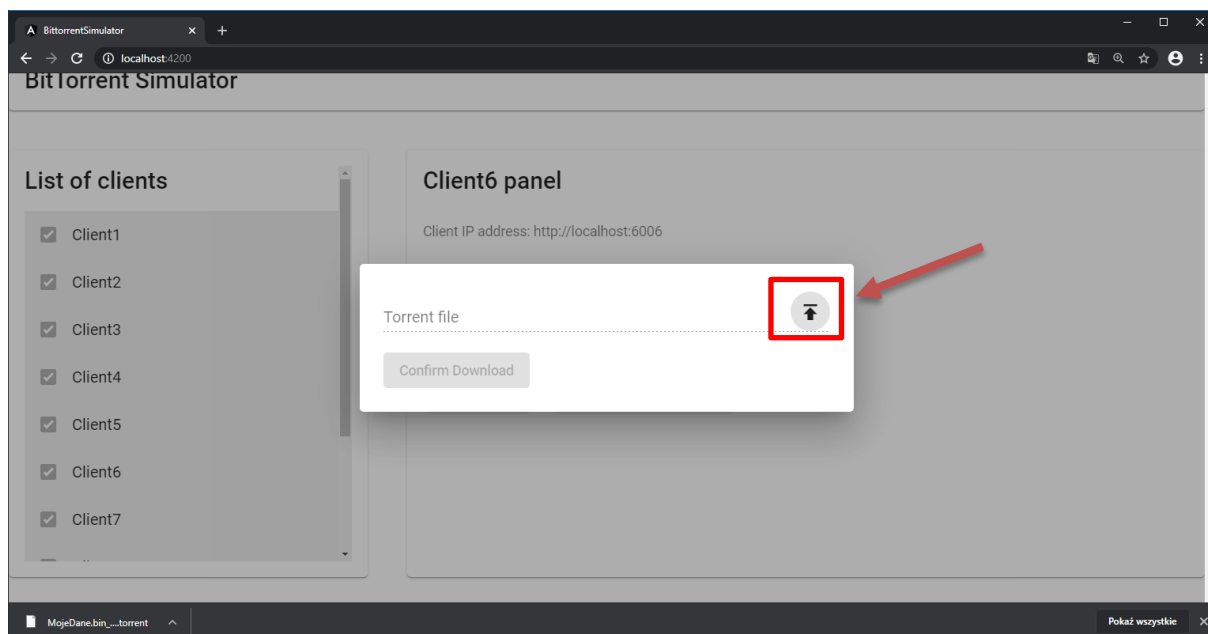 BittorrentSimulator
localhost:4200
BitTorrent Simulator
List of clients
Client1
Client2
Client3
Client4
Client5
Client6
Client7
Client6 panel
Client IP address: http://localhost:6006
Torrent file
Confirm Download
MojeDane.bin_....torrent
Pokaż wszystkie